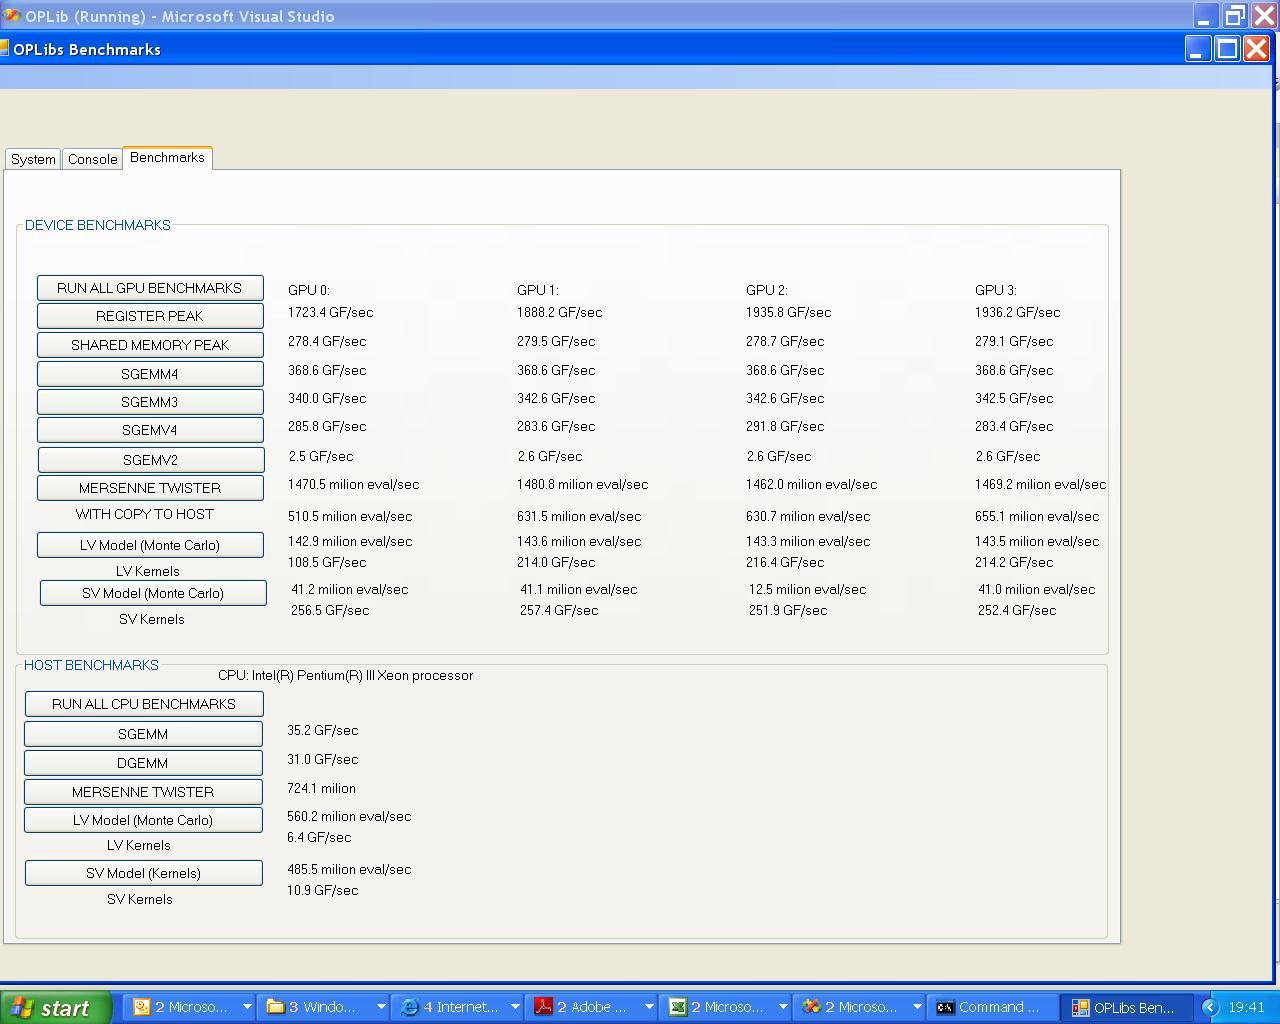 OPLib (Running) - Microsoft Visual Studio
OPLibs Benchmarks
System Console Benchmarks
DEVICE BENCHMARKS
RUN ALL GPU BENCHMARKS GPU 0: GPU 1: GPU 2: GPU 3:
REGISTER PEAK 1723.4 GF/sec 1888.2 GF/sec 1935.8 GF/sec 1936.2 GF/sec
SHARED MEMORY PEAK 278.4 GF/sec 279.5 GF/sec 278.7 GF/sec 279.1 GF/sec
SGEMM4 368.6 GF/sec 368.6 GF/sec 368.6 GF/sec 368.6 GF/sec
SGEMM3 340.0 GF/sec 342.6 GF/sec 342.6 GF/sec 342.5 GF/sec
SGEMV4 285.8 GF/sec 283.6 GF/sec 291.8 GF/sec 283.4 GF/sec
SGEMV2 2.5 GF/sec 2.6 GF/sec 2.6 GF/sec 2.6 GF/sec
MERSENNE TWISTER 1470.5 milion eval/sec 1480.8 milion eval/sec 1462.0 milion eval/sec 1469.2 milion eval/sec
WITH COPY TO HOST 510.5 milion eval/sec 631.5 milion eval/sec 630.7 milion eval/sec 655.1 milion eval/sec
LV Model (Monte Carlo) 142.9 milion eval/sec 143.6 milion eval/sec 143.3 milion eval/sec 143.5 milion eval/sec
LV Kernels 108.5 GF/sec 214.0 GF/sec 216.4 GF/sec 214.2 GF/sec
SV Model (Monte Carlo) 41.2 milion eval/sec 41.1 milion eval/sec 12.5 milion eval/sec 41.0 milion eval/sec
SV Kernels 256.5 GF/sec 257.4 GF/sec 251.9 GF/sec 252.4 GF/sec
HOST BENCHMARKS
CPU: Intel(R) Pentium(R) III Xeon processor
RUN ALL CPU BENCHMARKS
SGEMM 35.2 GF/sec
DGEMM 31.0 GF/sec
MERSENNE TWISTER 724.1 milion
LV Model (Monte Carlo) 560.2 milion eval/sec
LV Kernels 6.4 GF/sec
SV Model (Kernels) 485.5 milion eval/sec
SV Kernels 10.9 GF/sec
start 2 Microso... 3 Windo... 4 Internet... 2 Adobe ... 2 Microso... 2 Microso... Command ... OPLibs Ben... 19:41